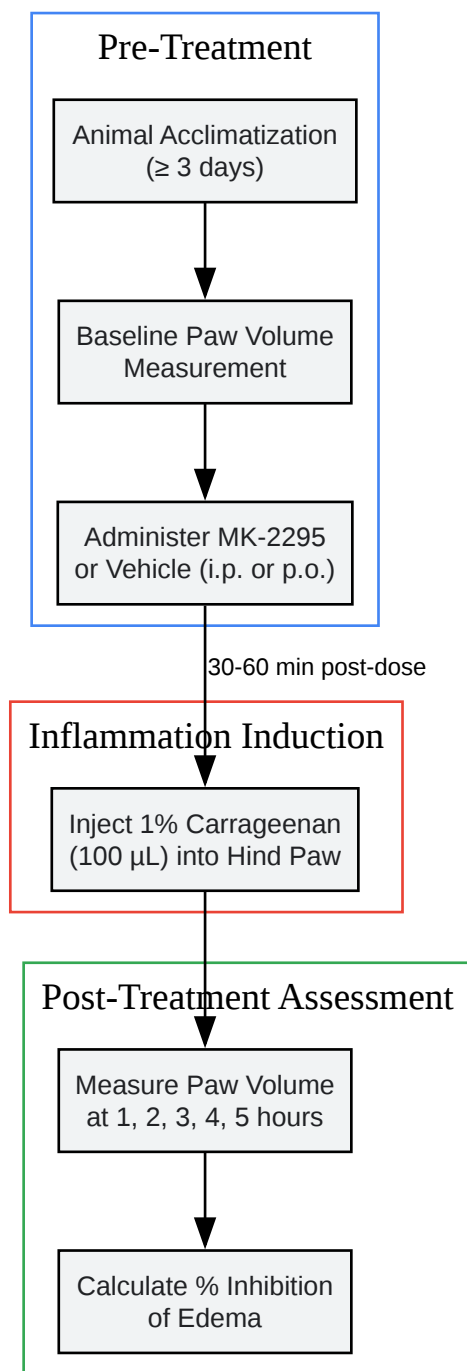 Pre-Treatment
Animal Acclimatization
(≥ 3 days)
Baseline Paw Volume
Measurement
Administer MK-2295
or Vehicle (i.p. or p.o.)
30-60 min post-dose
Inflammation Induction
Inject 1% Carrageenan
(100 µL) into Hind Paw
Post-Treatment Assessment
Measure Paw Volume
at 1, 2, 3, 4, 5 hours
Calculate % Inhibition
of Edema